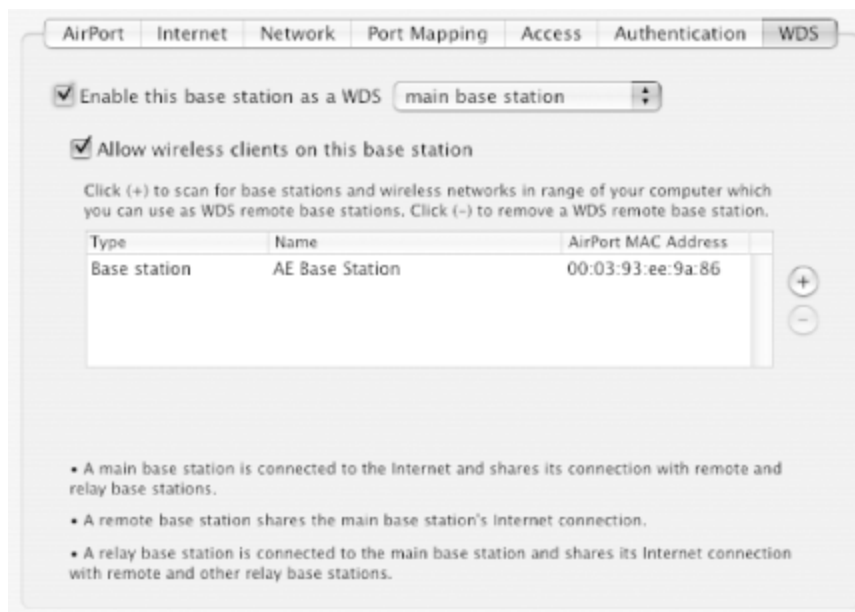 AirPort Internet Network Port Mapping Access Authentication WDS
Enable this base station as a WDS main base station
Allow wireless clients on this base station
Click (+) to scan for base stations and wireless networks in range of your computer which
you can use as WDS remote base stations. Click (–) to remove a WDS remote base station.
Type Name AirPort MAC Address
Base station AE Base Station 00:03:93:ee:9a:86
• A main base station is connected to the Internet and shares its connection with remote and
relay base stations.
• A remote base station shares the main base station's Internet connection.
• A relay base station is connected to the main base station and shares its Internet connection
with remote and other relay base stations.